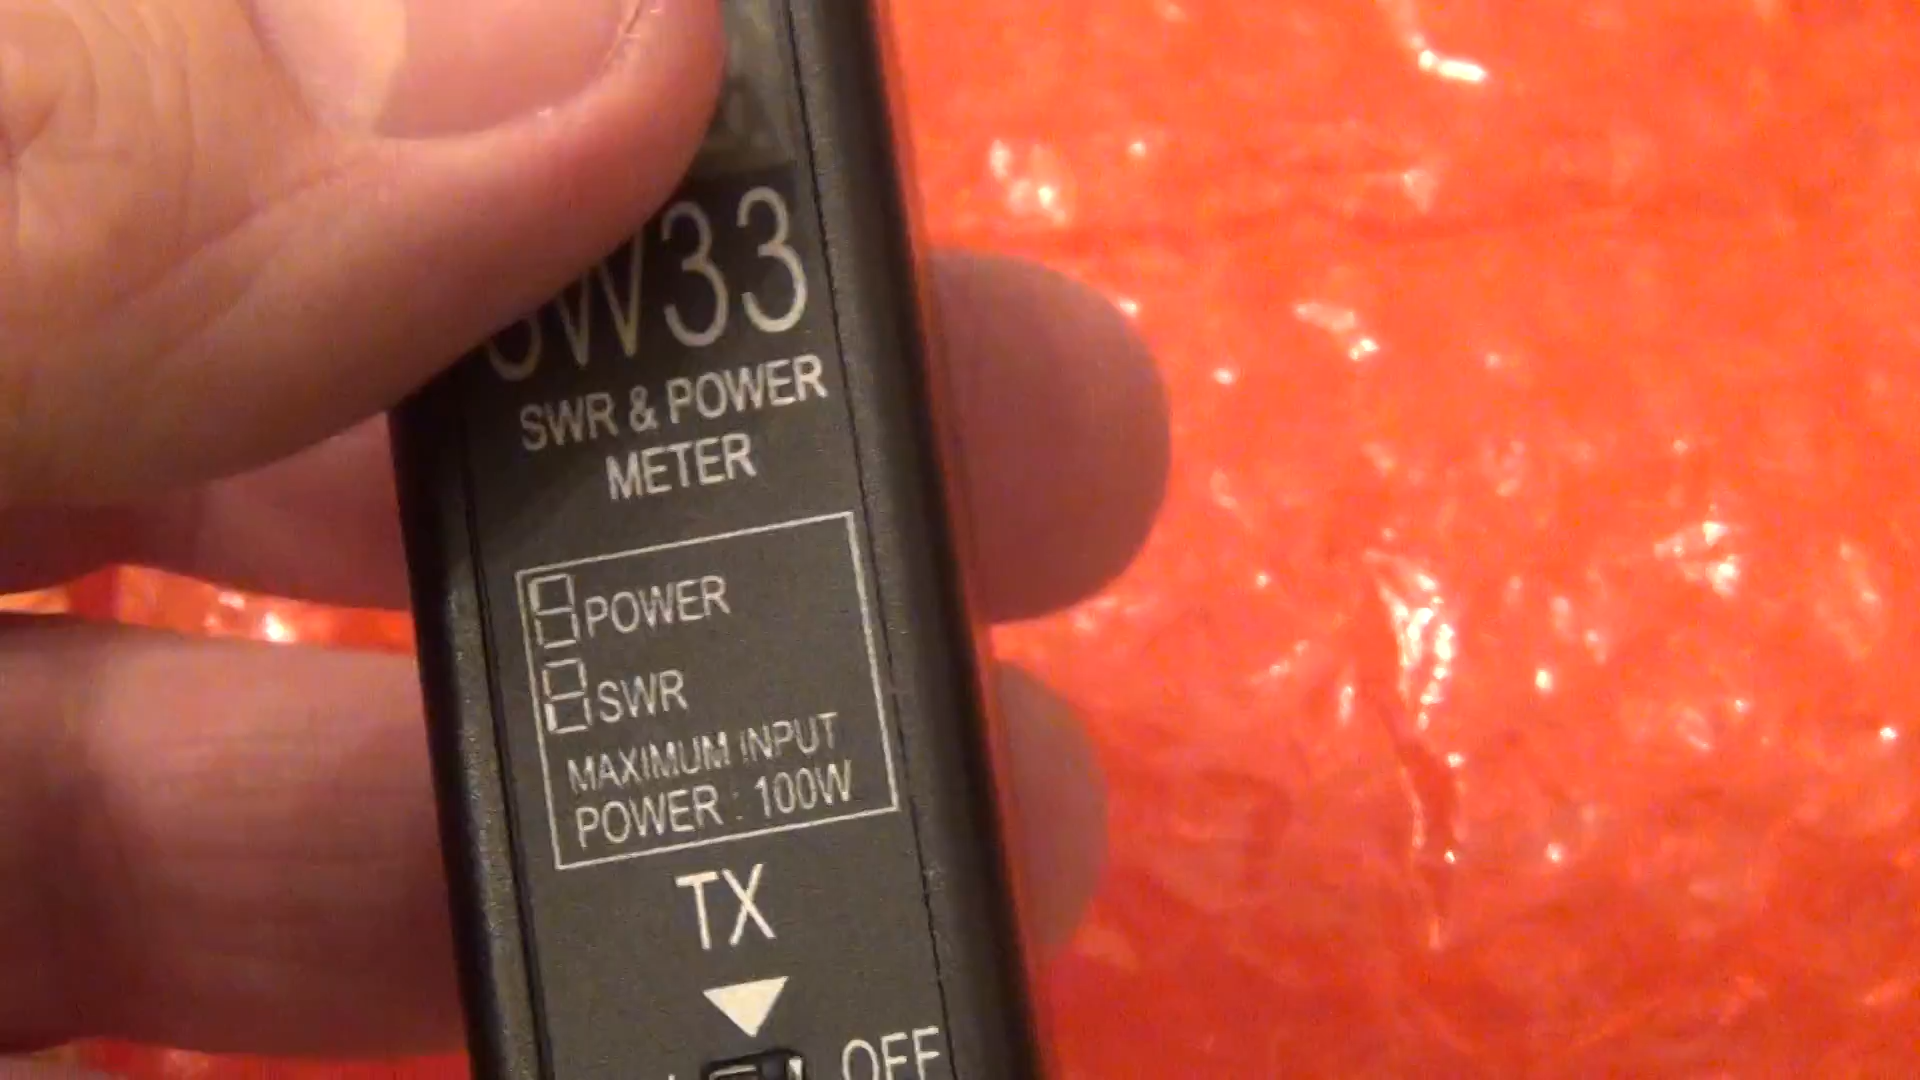 SW33
SWR & POWER
METER
POWER
SWR
MAXIMUM INPUT
POWER : 100W
TX
OFF